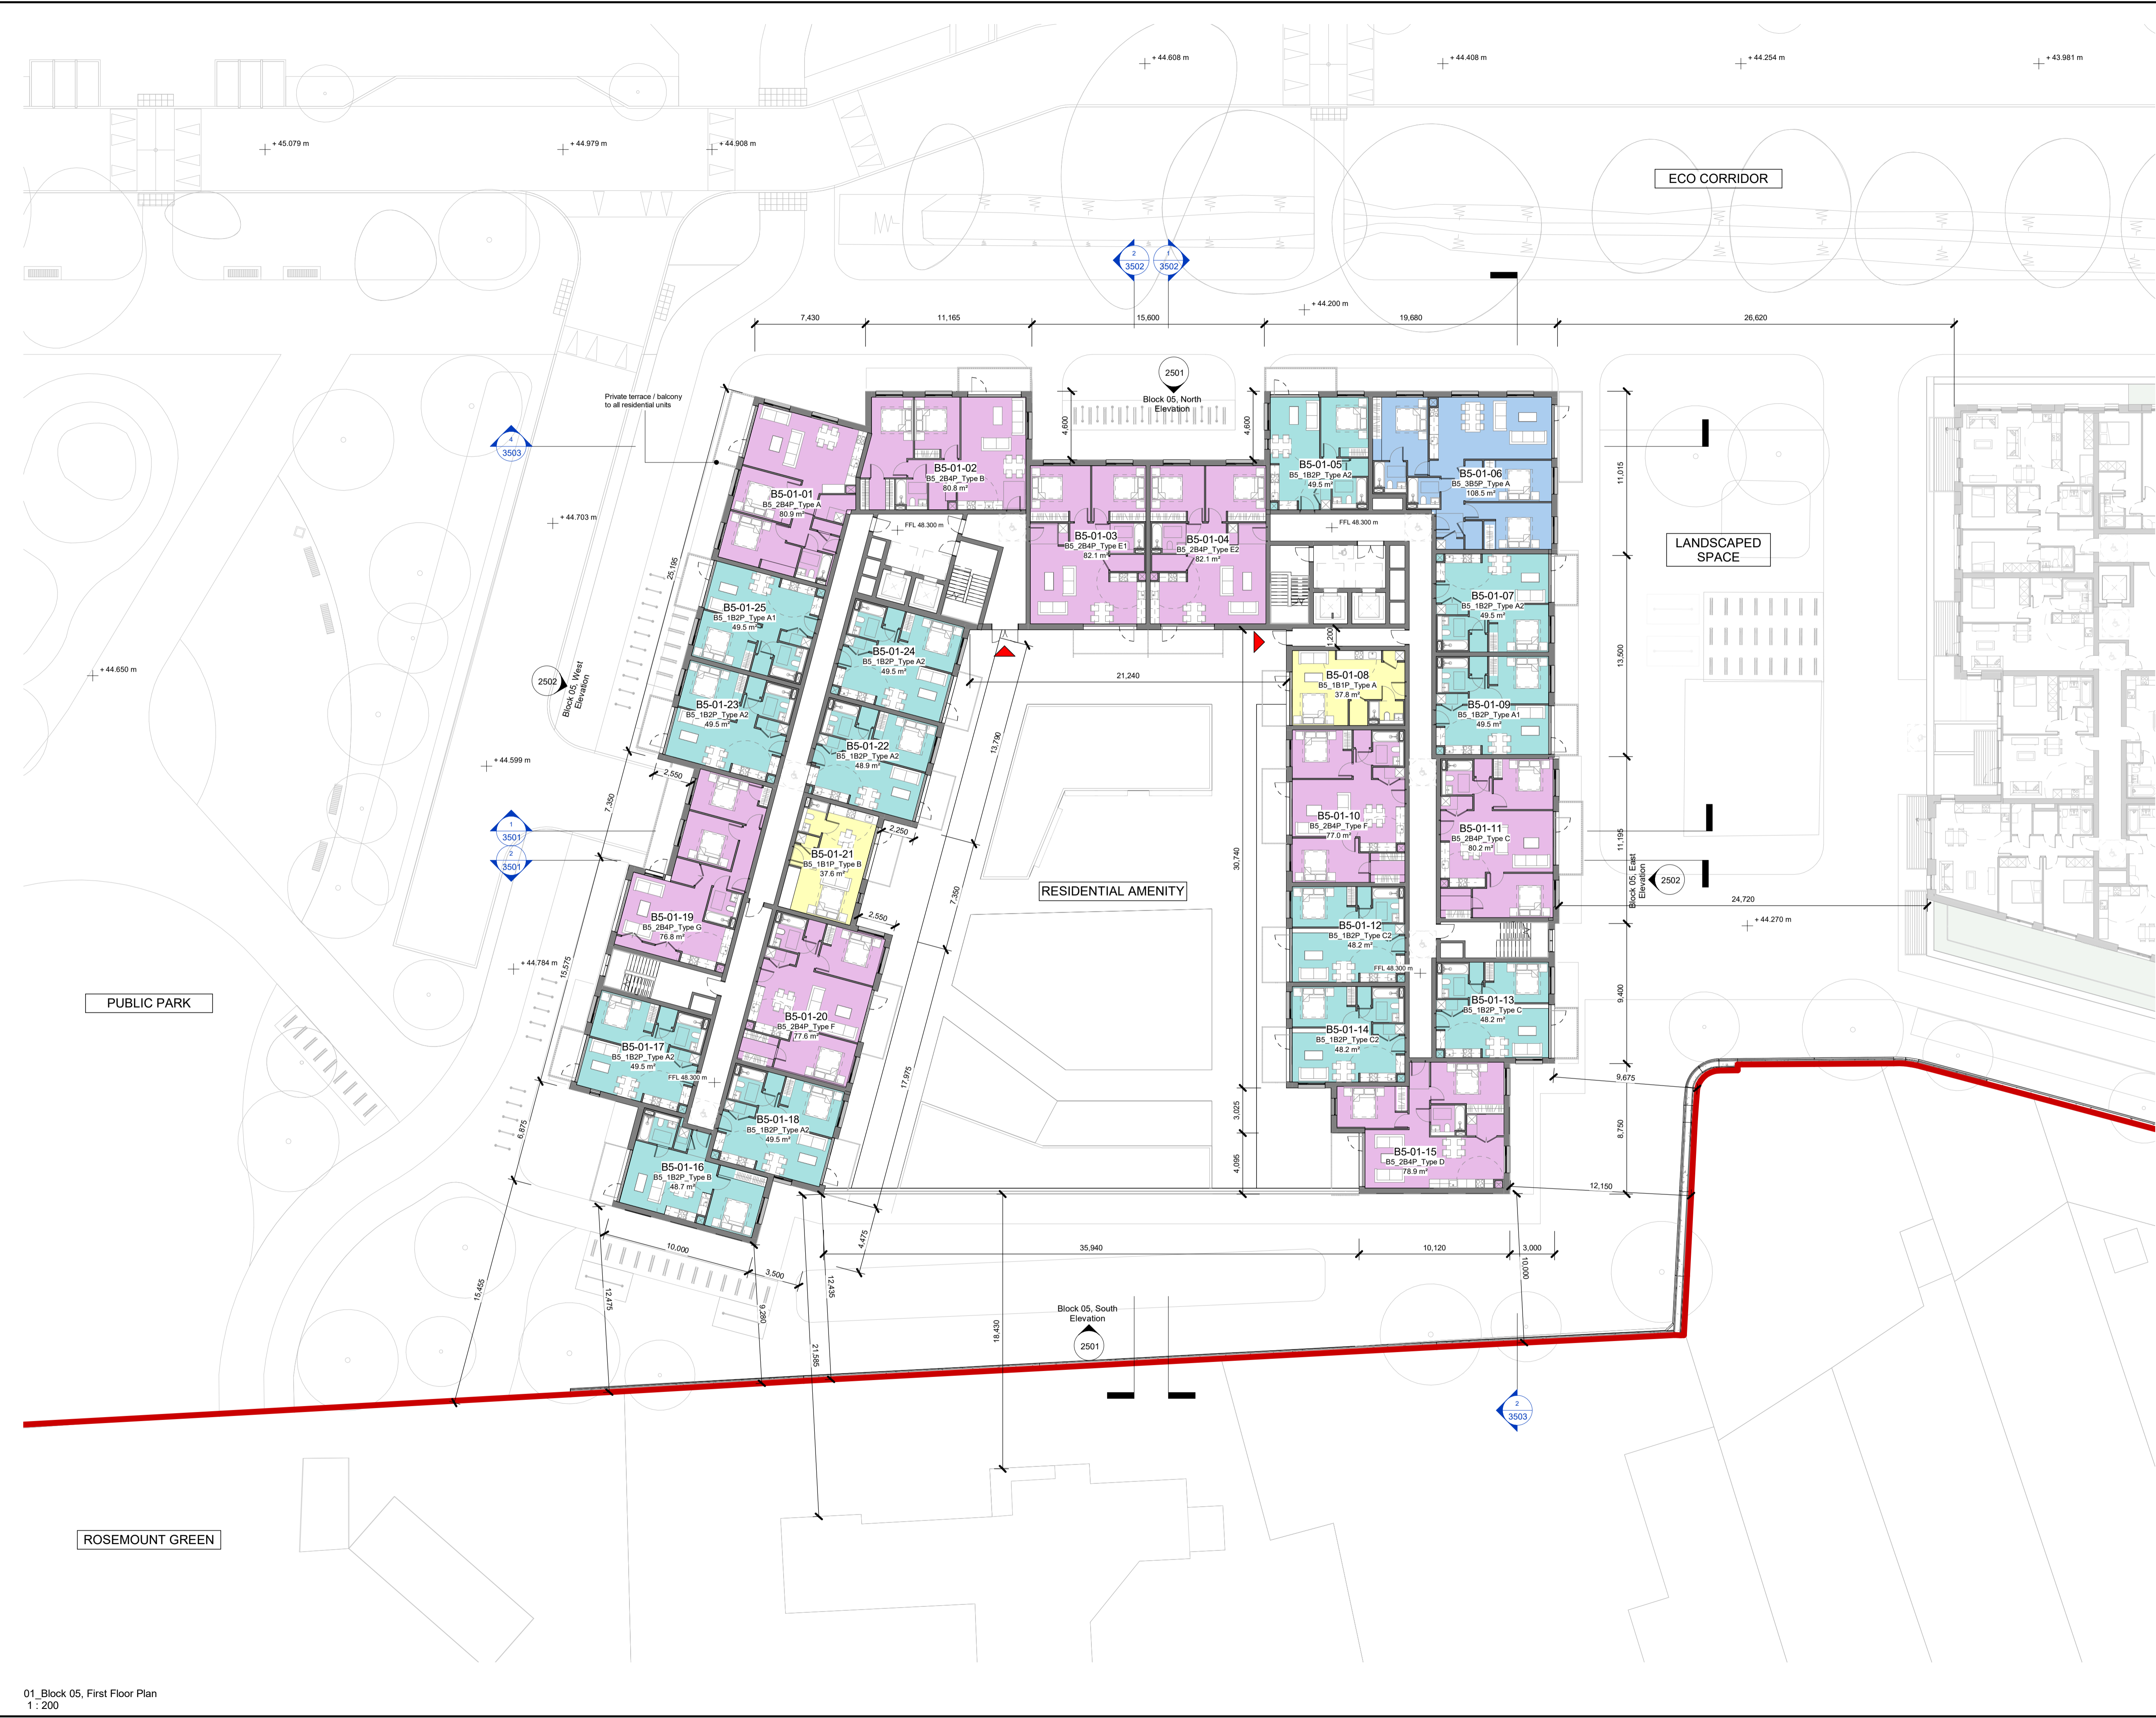 + 44.608 m
+ 44.408 m
+ 44.254 m
+ 43.981 m
+ 45.079 m
+ 44.979 m
+ 44.908 m
ECO CORRIDOR
2
3502
1
3502
+ 44.200 m
7,430
11,165
15,600
19,680
26,620
2501
Block 05, North
Elevation
Private terrace / balcony
to all residential units
4
3503
4,600
4,600
11,015
B5-01-01
B5_2B4P_Type A
80.9 m²
B5-01-02
B5_2B4P_Type B
80.8 m²
B5-01-05
B5_1B2P_Type A2
49.5 m²
B5-01-06
B5_3B5P_Type A
108.5 m²
+ 44.703 m
FFL 48.300 m
FFL 48.300 m
B5-01-03
B5_2B4P_Type E1
82.1 m²
B5-01-04
B5_2B4P_Type E2
82.1 m²
LANDSCAPED
SPACE
25,195
B5-01-25
B5_1B2P_Type A1
49.5 m²
B5-01-07
B5_1B2P_Type A2
49.5 m²
1,200
13,500
B5-01-24
B5_1B2P_Type A2
49.5 m²
+ 44.650 m
2502
Block 05, West
Elevation
21,240
B5-01-08
B5_1B1P_Type A
37.8 m²
B5-01-23
B5_1B2P_Type A2
49.5 m²
B5-01-09
B5_1B2P_Type A1
49.5 m²
13,790
B5-01-22
B5_1B2P_Type A2
48.9 m²
+ 44.599 m
2,550
7,350
1
3501
2
3501
2,250
B5-01-10
B5_2B4P_Type F
77.0 m²
B5-01-11
B5_2B4P_Type C
80.2 m²
11,195
B5-01-21
B5_1B1P_Type B
37.6 m²
30,740
Block 05, East
Elevation
2502
RESIDENTIAL AMENITY
7,350
24,720
2,550
B5-01-19
B5_2B4P_Type G
76.8 m²
+ 44.270 m
B5-01-12
B5_1B2P_Type C2
48.2 m²
+ 44.784 m
15,575
FFL 48.300 m
9,400
PUBLIC PARK
B5-01-13
B5_1B2P_Type C
48.2 m²
B5-01-20
B5_2B4P_Type F
77.6 m²
B5-01-14
B5_1B2P_Type C2
48.2 m²
B5-01-17
B5_1B2P_Type A2
49.5 m²
FFL 48.300 m
17,975
9,675
B5-01-18
B5_1B2P_Type A2
49.5 m²
3,025
6,875
8,750
B5-01-15
B5_2B4P_Type D
78.9 m²
4,095
B5-01-16
B5_1B2P_Type B
48.7 m²
12,150
4,475
10,000
35,940
10,120
3,000
3,500
10,000
15,455
12,475
12,435
9,280
Block 05, South
Elevation
2501
18,430
21,585
2
3503
ROSEMOUNT GREEN
01_Block 05, First Floor Plan
1 : 200